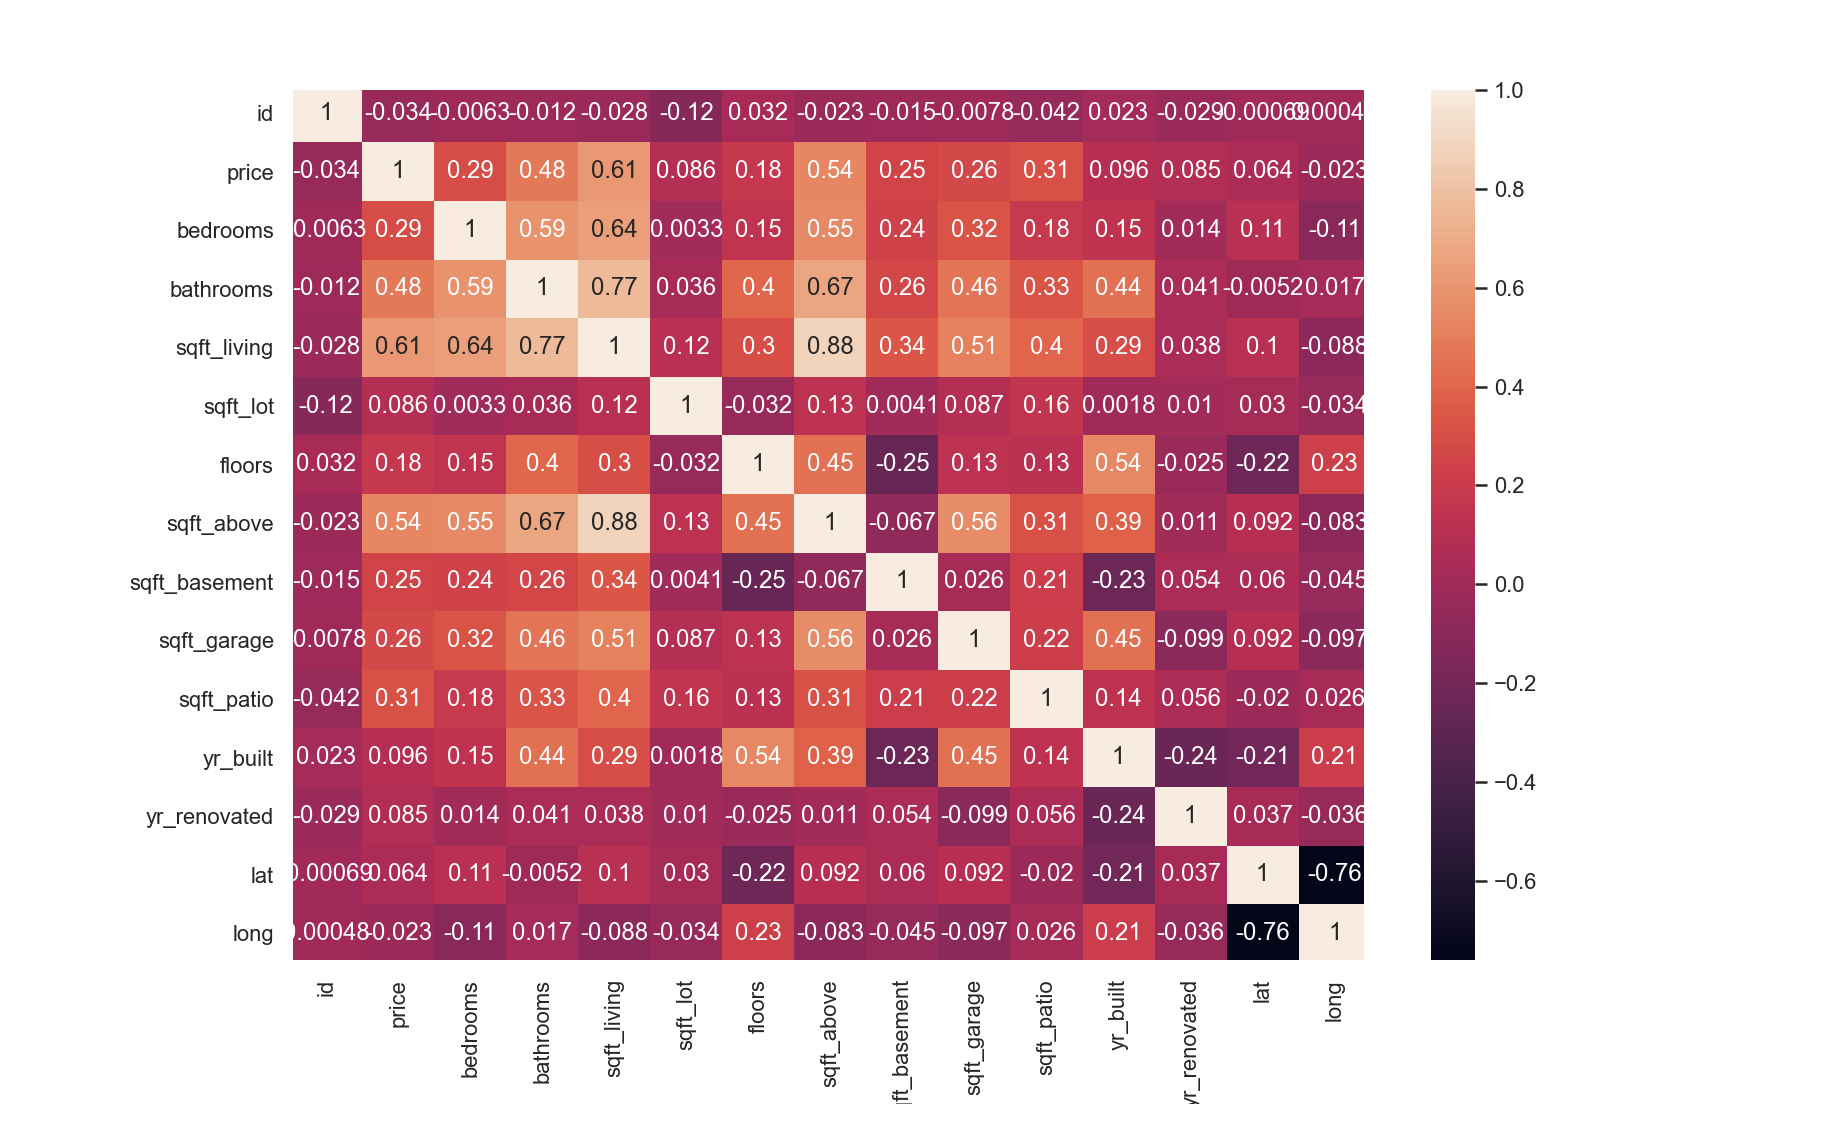 id 1 -0.034 -0.0063 -0.012 -0.028 -0.12 0.032 -0.023 -0.015 -0.0078 -0.042 0.023 -0.029 -0.00069 0.0004
price -0.034 1 0.29 0.48 0.61 0.086 0.18 0.54 0.25 0.26 0.31 0.096 0.085 0.064 -0.023
bedrooms 0.0063 0.29 1 0.59 0.64 0.0033 0.15 0.55 0.24 0.32 0.18 0.15 0.014 0.11 -0.11
bathrooms -0.012 0.48 0.59 1 0.77 0.036 0.4 0.67 0.26 0.46 0.33 0.44 0.041 -0.0052 0.017
sqft_living -0.028 0.61 0.64 0.77 1 0.12 0.3 0.88 0.34 0.51 0.4 0.29 0.038 0.1 -0.088
sqft_lot -0.12 0.086 0.0033 0.036 0.12 1 -0.032 0.13 0.0041 0.087 0.16 0.0018 0.01 0.03 -0.034
floors 0.032 0.18 0.15 0.4 0.3 -0.032 1 0.45 -0.25 0.13 0.13 0.54 -0.025 -0.22 0.23
sqft_above -0.023 0.54 0.55 0.67 0.88 0.13 0.45 1 -0.067 0.56 0.31 0.39 0.011 0.092 -0.083
sqft_basement -0.015 0.25 0.24 0.26 0.34 0.0041 -0.25 -0.067 1 0.026 0.21 -0.23 0.054 0.06 -0.045
sqft_garage 0.0078 0.26 0.32 0.46 0.51 0.087 0.13 0.56 0.026 1 0.22 0.45 -0.099 0.092 -0.097
sqft_patio -0.042 0.31 0.18 0.33 0.4 0.16 0.13 0.31 0.21 0.22 1 0.14 0.056 -0.02 0.026
yr_built 0.023 0.096 0.15 0.44 0.29 0.0018 0.54 0.39 -0.23 0.45 0.14 1 -0.24 -0.21 0.21
yr_renovated -0.029 0.085 0.014 0.041 0.038 0.01 -0.025 0.011 0.054 -0.099 0.056 -0.24 1 0.037 -0.036
lat 0.00069 0.064 0.11 -0.0052 0.1 0.03 -0.22 0.092 0.06 0.092 -0.02 -0.21 0.037 1 -0.76
long 0.00048 -0.023 -0.11 0.017 -0.088 -0.034 0.23 -0.083 -0.045 -0.097 0.026 0.21 -0.036 -0.76 1
id price bedrooms bathrooms sqft_living sqft_lot floors sqft_above qft_basement sqft_garage sqft_patio yr_built yr_renovated lat long
1.0
0.8
0.6
0.4
0.2
0.0
−0.2
−0.4
−0.6